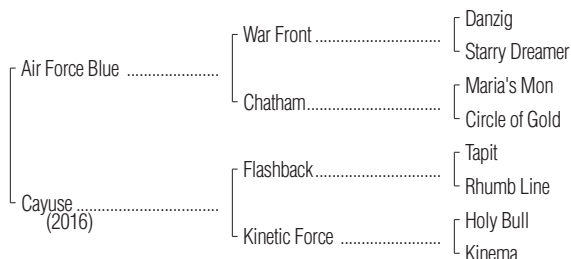 Danzig
War Front
Starry Dreamer
Air Force Blue
Maria's Mon
Chatham
Circle of Gold
Tapit
Flashback
Rhumb Line
Cayuse
(2016)
Holy Bull
Kinetic Force
Kinema